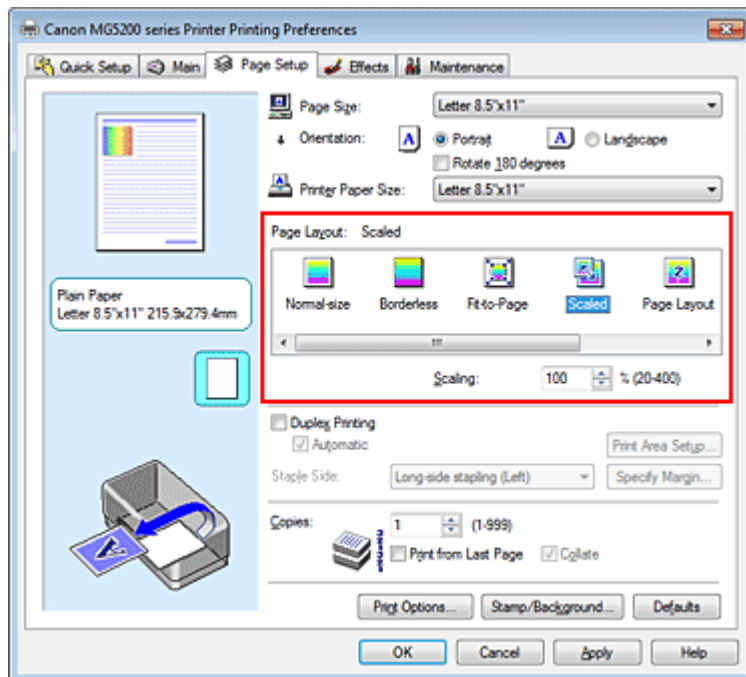 Canon MG5200 series Printer Printing Preferences
Quick Setup
Main
Page Setup
Effects
Maintenance
Page Size:
Letter 8.5"x11"
Orientation:
A
Portrait
A
Landscape
Rotate 180 degrees
Printer Paper Size:
Letter 8.5"x11"
Page Layout: Scaled
Normal-size
Borderless
Fit-to-Page
Scaled
Page Layout
Plain Paper
Letter 8.5"x11" 215.9x279.4mm
Scaling:
100
% (20-400)
Duplex Printing
Automatic
Print Area Setup...
Staple Side:
Long-side stapling (Left)
Specify Margin...
Copies:
1
(1-999)
Print from Last Page
Collate
Print Options...
Stamp/Background...
Defaults
OK
Cancel
Apply
Help